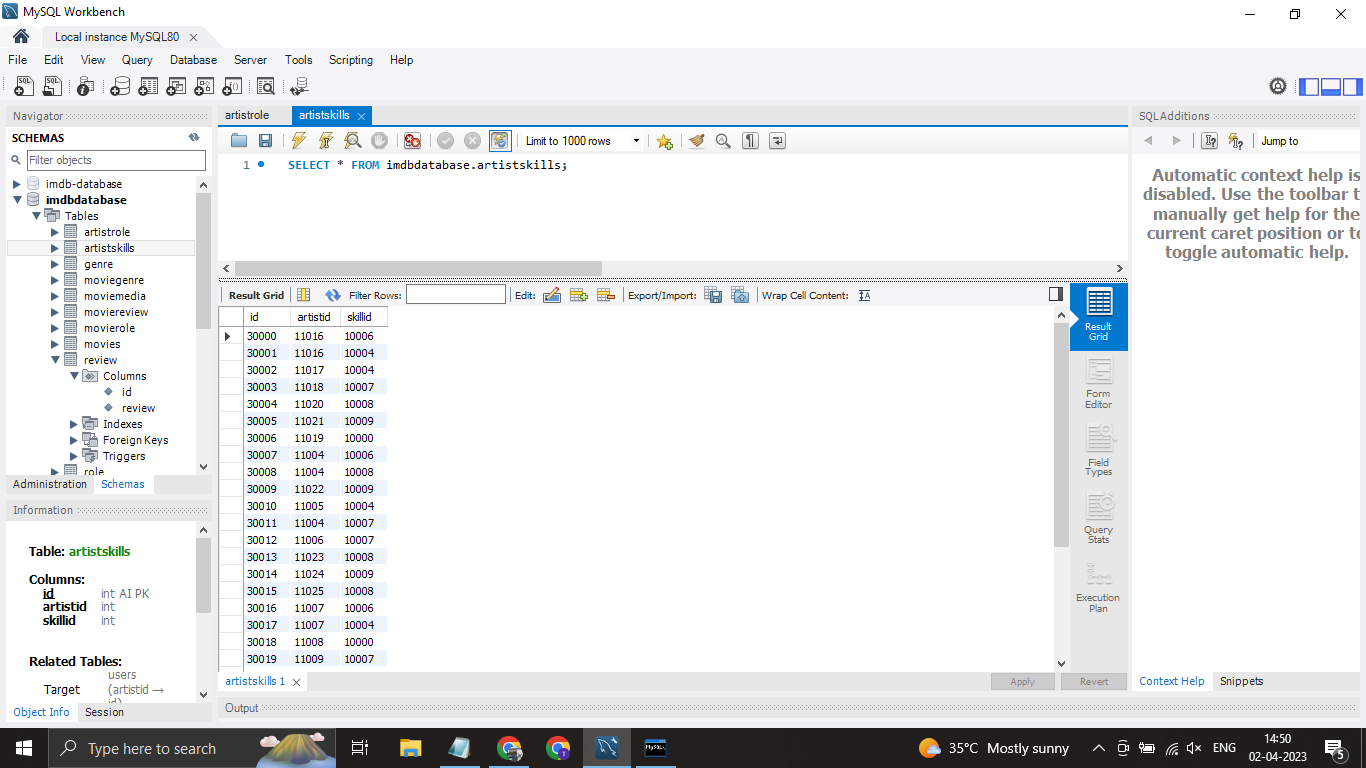 MySQL Workbench
Local instance MySQL80
File Edit View Query Database Server Tools Scripting Help
Navigator
SCHEMAS
Filter objects
imdb-database
imdbdatabase
Tables
artistrole
artistskills
genre
moviegenre
moviemedia
moviereview
movierole
movies
review
Columns
id
review
Indexes
Foreign Keys
Triggers
role
Administration Schemas
Information
Table: artistskills
Columns:
id int AI PK
artistid int
skillid int
Related Tables:
Target users
(artistid →
id)
Object Info Session
artistrole artistskills
Limit to 1000 rows
1 SELECT * FROM imdbdatabase.artistskills;
Result Grid Filter Rows: Edit: Export/Import: Wrap Cell Content:
id artistid skillid
30000 11016 10006
30001 11016 10004
30002 11017 10004
30003 11018 10007
30004 11020 10008
30005 11021 10009
30006 11019 10000
30007 11004 10006
30008 11004 10008
30009 11022 10009
30010 11005 10004
30011 11004 10007
30012 11006 10007
30013 11023 10008
30014 11024 10009
30015 11025 10008
30016 11007 10006
30017 11007 10004
30018 11008 10000
30019 11009 10007
Result
Grid
Form
Editor
Field
Types
Query
Stats
Execution
Plan
artistskills 1
Apply Revert
Output
SQLAdditions
Jump to
Automatic context help is
disabled. Use the toolbar t
manually get help for the
current caret position or to
toggle automatic help.
Context Help Snippets
Type here to search
35°C Mostly sunny
ENG
14:50
02-04-2023
5